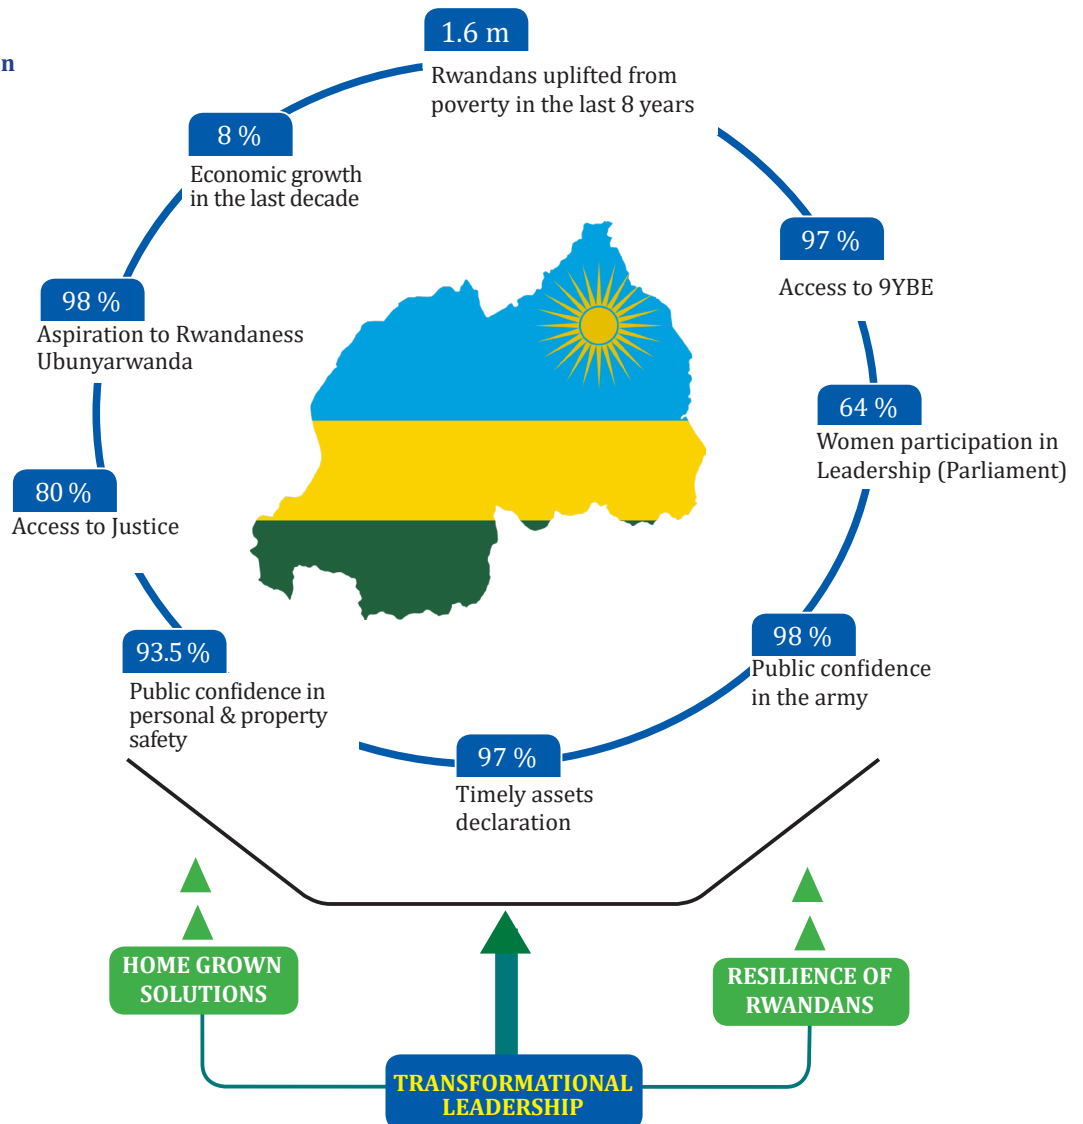 n
1.6 m
Rwandans uplifted from
poverty in the last 8 years
8 %
Economic growth
in the last decade
97 %
Access to 9YBE
98 %
Aspiration to Rwandaness
Ubunyarwanda
64 %
Women participation in
Leadership (Parliament)
80 %
Access to Justice
98 %
Public confidence
in the army
93.5 %
Public confidence in
personal & property
safety
97 %
Timely assets
declaration
HOME GROWN
SOLUTIONS
RESILIENCE OF
RWANDANS
TRANSFORMATIONAL
LEADERSHIP